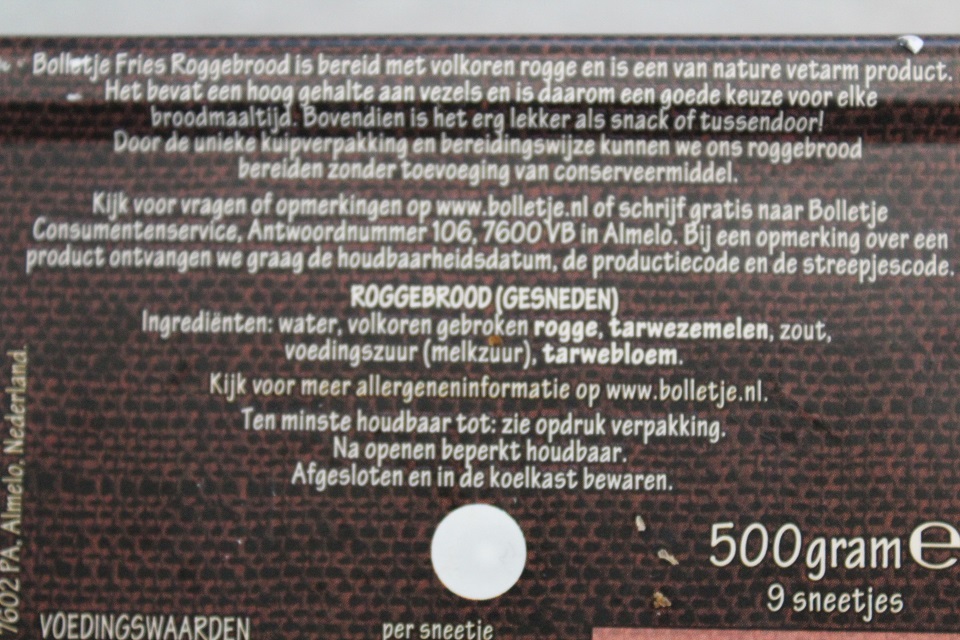 Bolletje Fries Roggebrood is bereid met volkoren rogge en is een van nature vetarm product.
Het bevat een hoog gehalte aan vezels en is daarom een goede keuze voor elke
broodmaaltijd. Bovendien is het erg lekker als snack of tussendoor!
Door de unieke kuipverpakking en bereidingswijze kunnen we ons roggebrood
bereiden zonder toevoeging van conserveermiddel.
Kijk voor vragen of opmerkingen op www.bolletje.nl of schrijf gratis naar Bolletje
Consumentenservice, Antwoordnummer 106, 7600 VB in Almelo. Bij een opmerking over een
product ontvangen we graag de houdbaarheidsdatum, de productiecode en de streepjescode.
ROGGEBROOD (GESNEDEN)
Ingrediënten: water, volkoren gebroken rogge, tarwezemelen, zout,
voedingszuur (melkzuur), tarwebloem.
Kijk voor meer allergeneninformatie op www.bolletje.nl.
Ten minste houdbaar tot: zie opdruk verpakking.
Na openen beperkt houdbaar.
Afgesloten en in de koelkast bewaren.
7602 PA, Almelo, Nederland.
500 gram e
9 sneetjes
VOEDINGSWAARDEN per sneetje